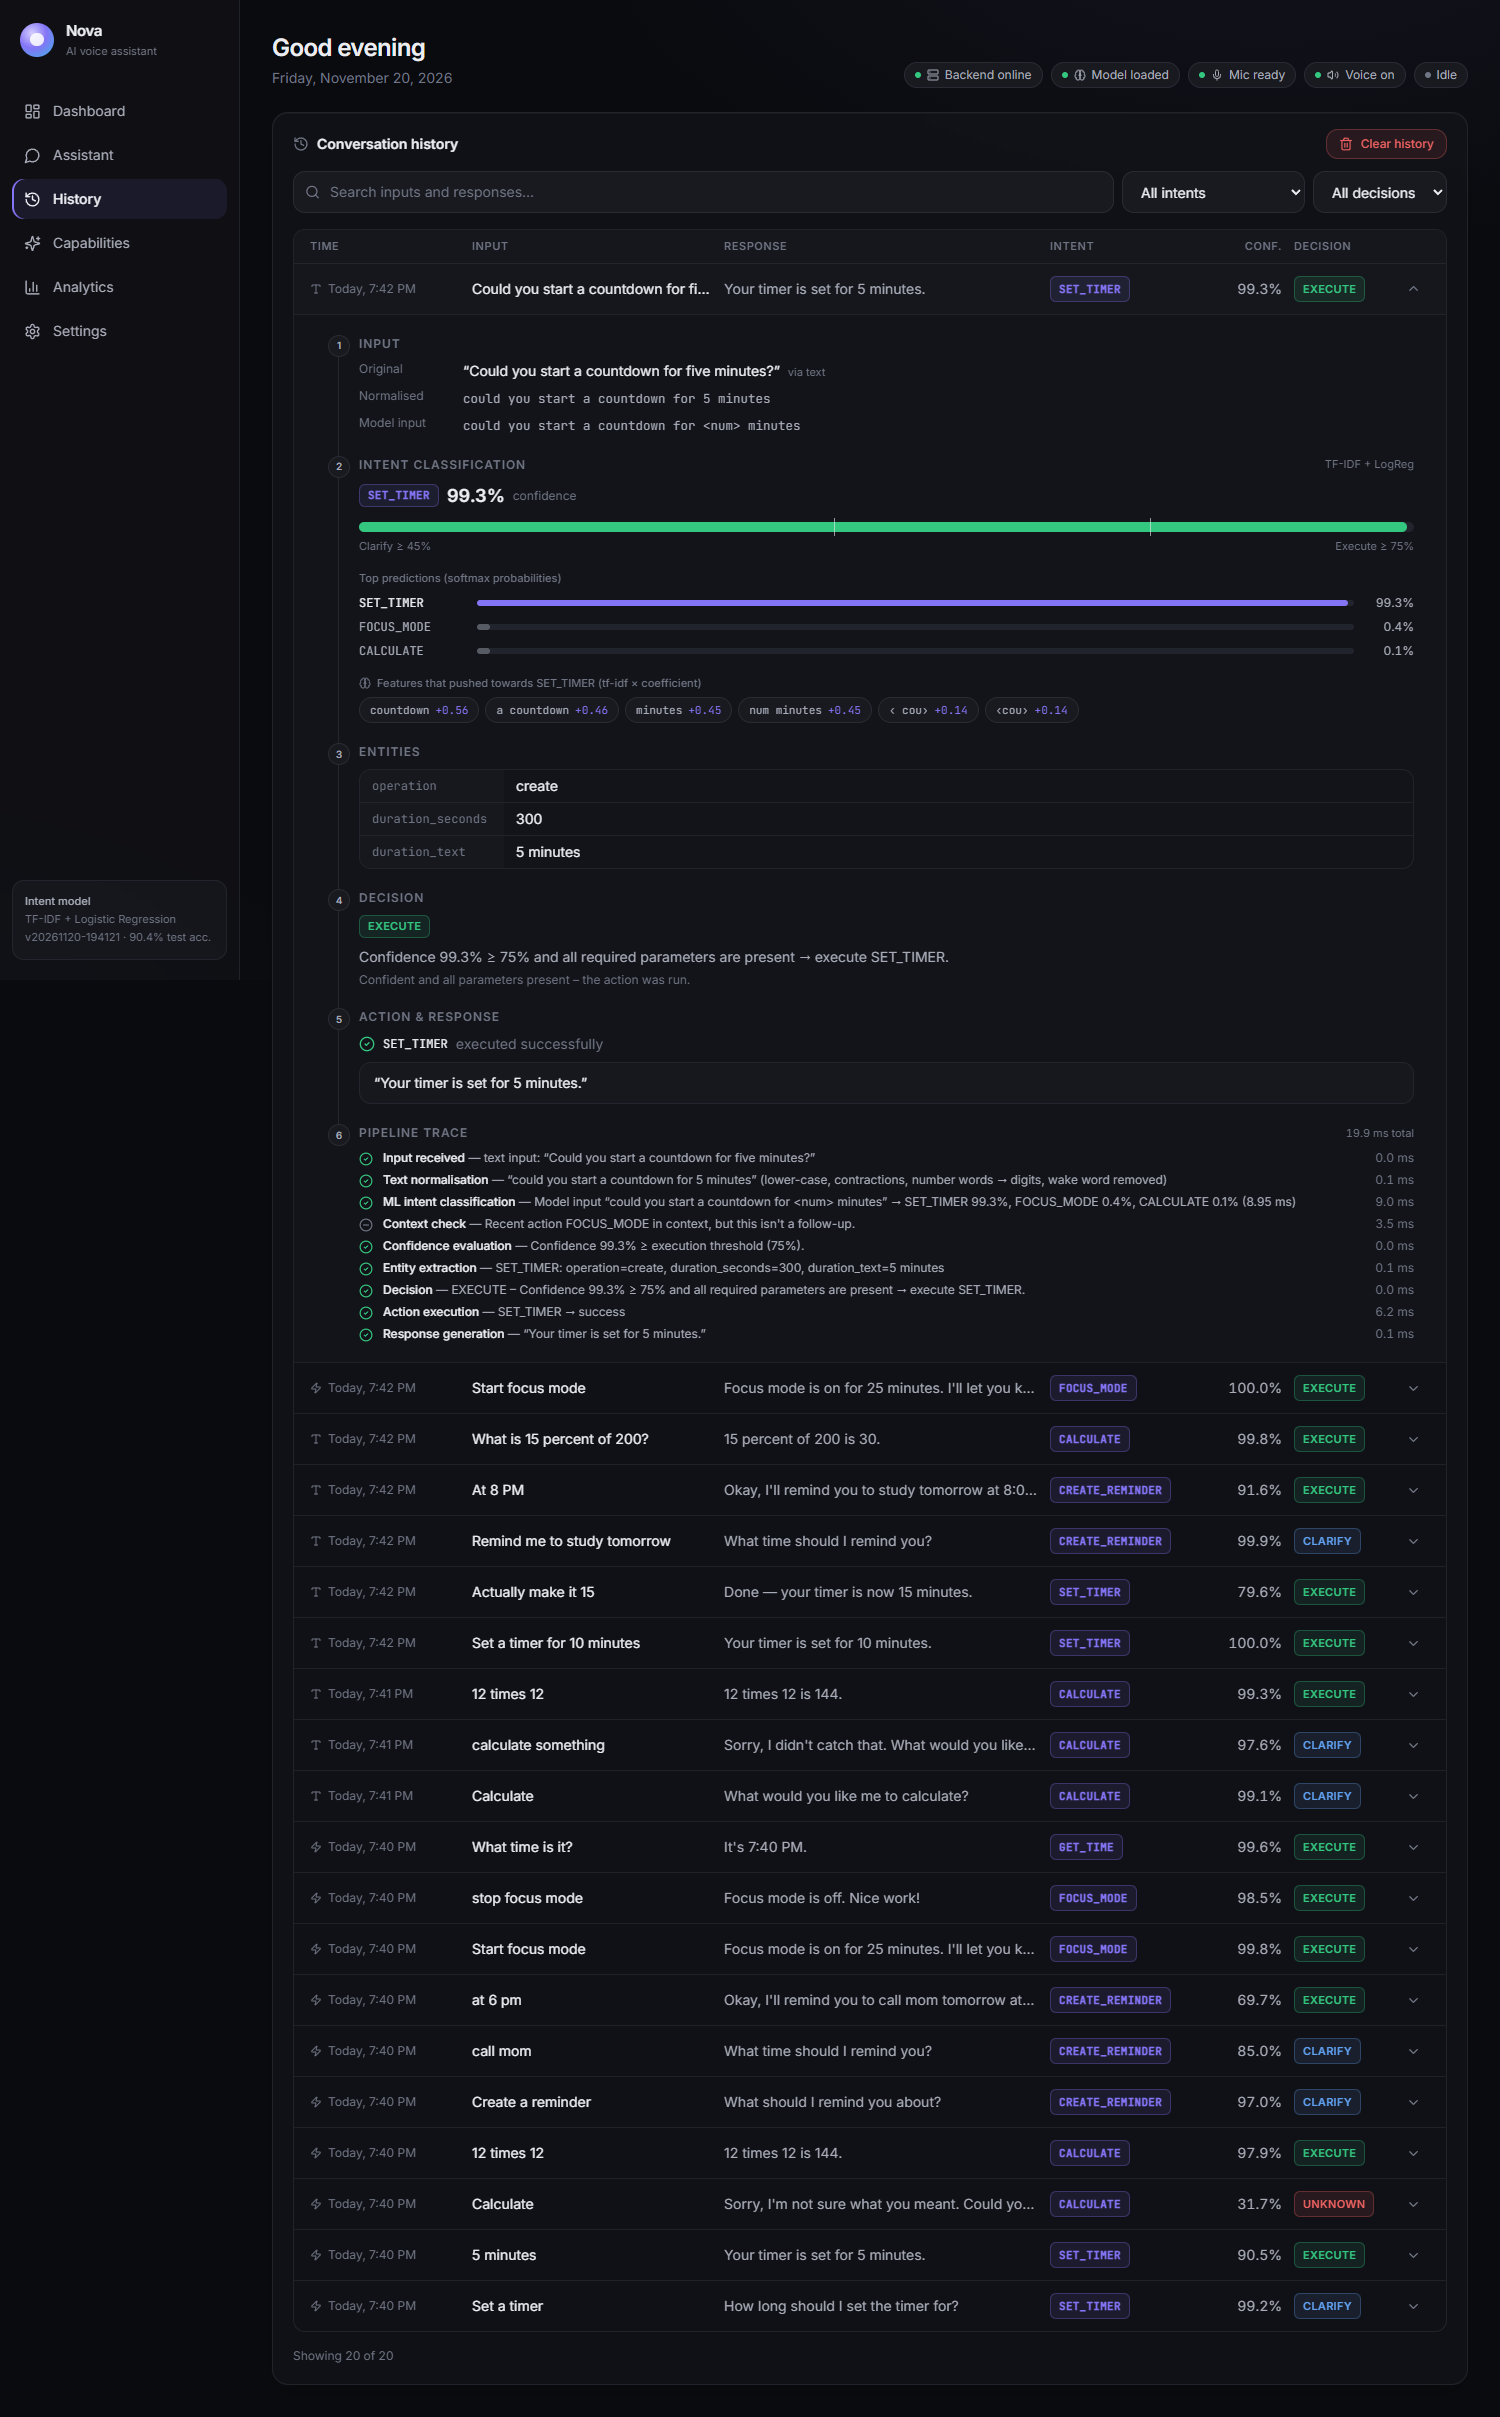 Nova
AI voice assistant
Dashboard
Assistant
History
Capabilities
Analytics
Settings
Intent model
TF-IDF + Logistic Regression
v20261120-194121 · 90.4% test acc.
Good evening
Friday, November 20, 2026
Backend online
Model loaded
Mic ready
Voice on
Idle
Conversation history
Clear history
Search inputs and responses...
All intents
All decisions
TIME INPUT RESPONSE INTENT CONF. DECISION
Today, 7:42 PM Could you start a countdown for fi... Your timer is set for 5 minutes. SET_TIMER 99.3% EXECUTE
1 INPUT
Original “Could you start a countdown for five minutes?” via text
Normalised could you start a countdown for 5 minutes
Model input could you start a countdown for <num> minutes
2 INTENT CLASSIFICATION TF-IDF + LogReg
SET_TIMER 99.3% confidence
Clarify ≥ 45% Execute ≥ 75%
Top predictions (softmax probabilities)
SET_TIMER 99.3%
FOCUS_MODE 0.4%
CALCULATE 0.1%
Features that pushed towards SET_TIMER (tf-idf × coefficient)
countdown +0.56 a countdown +0.46 minutes +0.45 num minutes +0.45 ‹ cou› +0.14 ‹cou› +0.14
3 ENTITIES
operation create
duration_seconds 300
duration_text 5 minutes
4 DECISION
EXECUTE
Confidence 99.3% ≥ 75% and all required parameters are present → execute SET_TIMER.
Confident and all parameters present – the action was run.
5 ACTION & RESPONSE
SET_TIMER executed successfully
“Your timer is set for 5 minutes.”
6 PIPELINE TRACE 19.9 ms total
Input received — text input: “Could you start a countdown for five minutes?” 0.0 ms
Text normalisation — “could you start a countdown for 5 minutes” (lower-case, contractions, number words → digits, wake word removed) 0.1 ms
ML intent classification — Model input “could you start a countdown for <num> minutes” → SET_TIMER 99.3%, FOCUS_MODE 0.4%, CALCULATE 0.1% (8.95 ms) 9.0 ms
Context check — Recent action FOCUS_MODE in context, but this isn't a follow-up. 3.5 ms
Confidence evaluation — Confidence 99.3% ≥ execution threshold (75%). 0.0 ms
Entity extraction — SET_TIMER: operation=create, duration_seconds=300, duration_text=5 minutes 0.1 ms
Decision — EXECUTE – Confidence 99.3% ≥ 75% and all required parameters are present → execute SET_TIMER. 0.0 ms
Action execution — SET_TIMER → success 6.2 ms
Response generation — “Your timer is set for 5 minutes.” 0.1 ms
Today, 7:42 PM Start focus mode Focus mode is on for 25 minutes. I'll let you k... FOCUS_MODE 100.0% EXECUTE
Today, 7:42 PM What is 15 percent of 200? 15 percent of 200 is 30. CALCULATE 99.8% EXECUTE
Today, 7:42 PM At 8 PM Okay, I'll remind you to study tomorrow at 8:0... CREATE_REMINDER 91.6% EXECUTE
Today, 7:42 PM Remind me to study tomorrow What time should I remind you? CREATE_REMINDER 99.9% CLARIFY
Today, 7:42 PM Actually make it 15 Done — your timer is now 15 minutes. SET_TIMER 79.6% EXECUTE
Today, 7:42 PM Set a timer for 10 minutes Your timer is set for 10 minutes. SET_TIMER 100.0% EXECUTE
Today, 7:41 PM 12 times 12 12 times 12 is 144. CALCULATE 99.3% EXECUTE
Today, 7:41 PM calculate something Sorry, I didn't catch that. What would you like... CALCULATE 97.6% CLARIFY
Today, 7:41 PM Calculate What would you like me to calculate? CALCULATE 99.1% CLARIFY
Today, 7:40 PM What time is it? It's 7:40 PM. GET_TIME 99.6% EXECUTE
Today, 7:40 PM stop focus mode Focus mode is off. Nice work! FOCUS_MODE 98.5% EXECUTE
Today, 7:40 PM Start focus mode Focus mode is on for 25 minutes. I'll let you k... FOCUS_MODE 99.8% EXECUTE
Today, 7:40 PM at 6 pm Okay, I'll remind you to call mom tomorrow at... CREATE_REMINDER 69.7% EXECUTE
Today, 7:40 PM call mom What time should I remind you? CREATE_REMINDER 85.0% CLARIFY
Today, 7:40 PM Create a reminder What should I remind you about? CREATE_REMINDER 97.0% CLARIFY
Today, 7:40 PM 12 times 12 12 times 12 is 144. CALCULATE 97.9% EXECUTE
Today, 7:40 PM Calculate Sorry, I'm not sure what you meant. Could yo... CALCULATE 31.7% UNKNOWN
Today, 7:40 PM 5 minutes Your timer is set for 5 minutes. SET_TIMER 90.5% EXECUTE
Today, 7:40 PM Set a timer How long should I set the timer for? SET_TIMER 99.2% CLARIFY
Showing 20 of 20